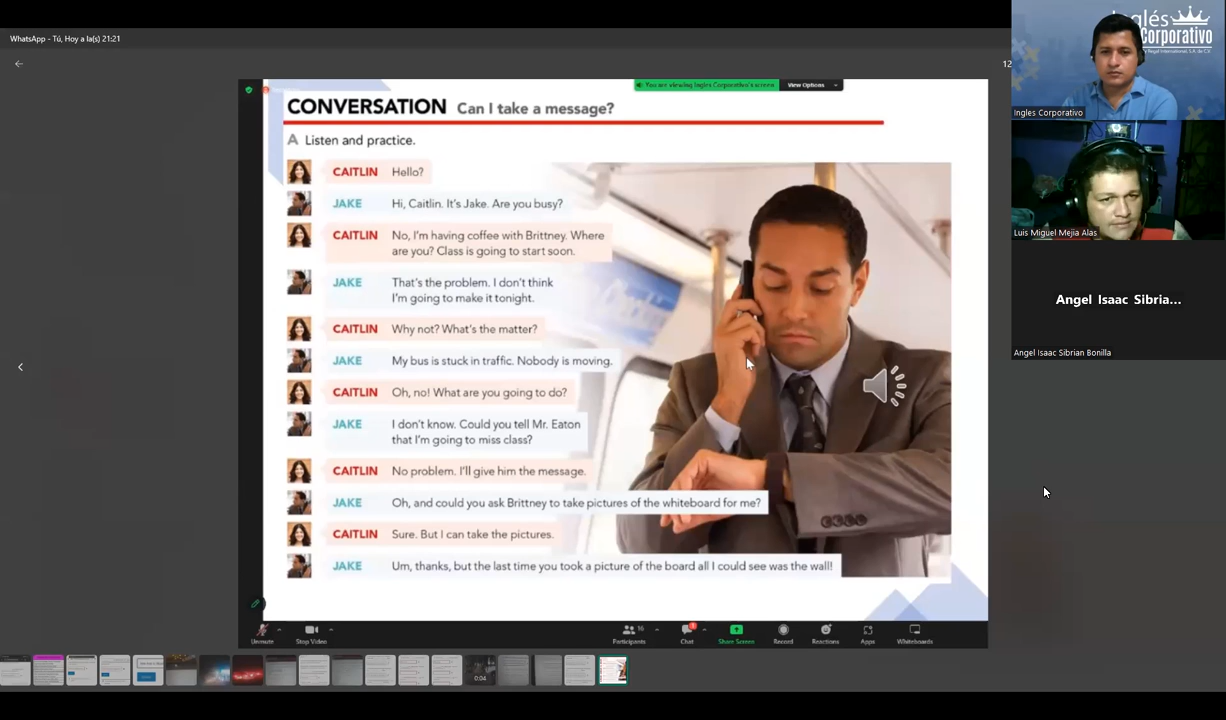 WhatsApp - Tú, Hoy a la(s) 21:21
12
You are viewing Ingles Corporativo's screen
View Options
CONVERSATION Can I take a message?
A Listen and practice.
CAITLIN Hello?
JAKE Hi, Caitlin. It's Jake. Are you busy?
CAITLIN No, I'm having coffee with Brittney. Where
are you? Class is going to start soon.
JAKE That's the problem. I don't think
I'm going to make it tonight.
CAITLIN Why not? What's the matter?
JAKE My bus is stuck in traffic. Nobody is moving.
CAITLIN Oh, no! What are you going to do?
JAKE I don't know. Could you tell Mr. Eaton
that I'm going to miss class?
CAITLIN No problem. I'll give him the message.
JAKE Oh, and could you ask Brittney to take pictures of the whiteboard for me?
CAITLIN Sure. But I can take the pictures.
JAKE Um, thanks, but the last time you took a picture of the board all I could see was the wall!
Unmute
Stop Video
Participants
16
Chat
Share Screen
Record
Reactions
Apps
Whiteboards
Inglés
Corporativo
Ingles Corporativo
Luis Miguel Mejia Alas
Angel Isaac Sibria...
Angel Isaac Sibrian Bonilla
0:04